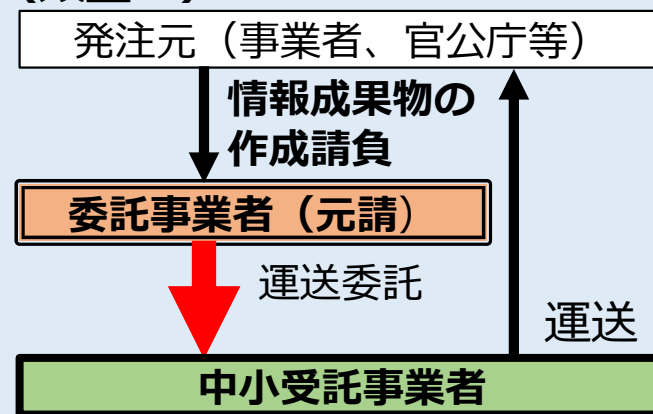 発注元（事業者、官公庁等）
情報成果物の
作成請負
委託事業者（元請）
運送委託
運送
中小受託事業者